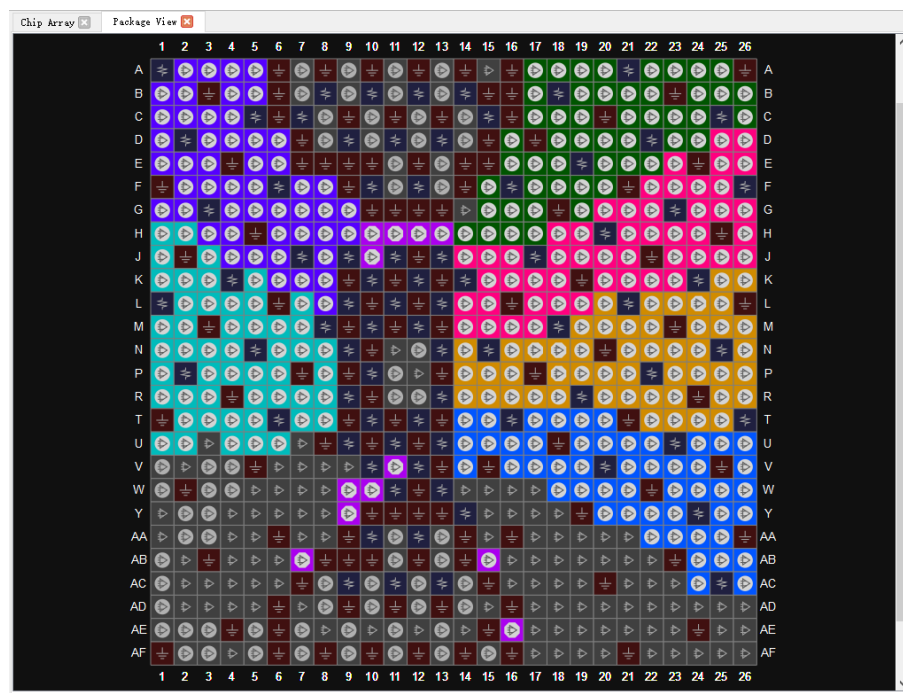 Chip Array Package View
1 2 3 4 5 6 7 8 9 10 11 12 13 14 15 16 17 18 19 20 21 22 23 24 25 26
A A
B B
C C
D D
E E
F F
G G
H H
J J
K K
L L
M M
N N
P P
R R
T T
U U
V V
W W
Y Y
AA AA
AB AB
AC AC
AD AD
AE AE
AF AF
1 2 3 4 5 6 7 8 9 10 11 12 13 14 15 16 17 18 19 20 21 22 23 24 25 26